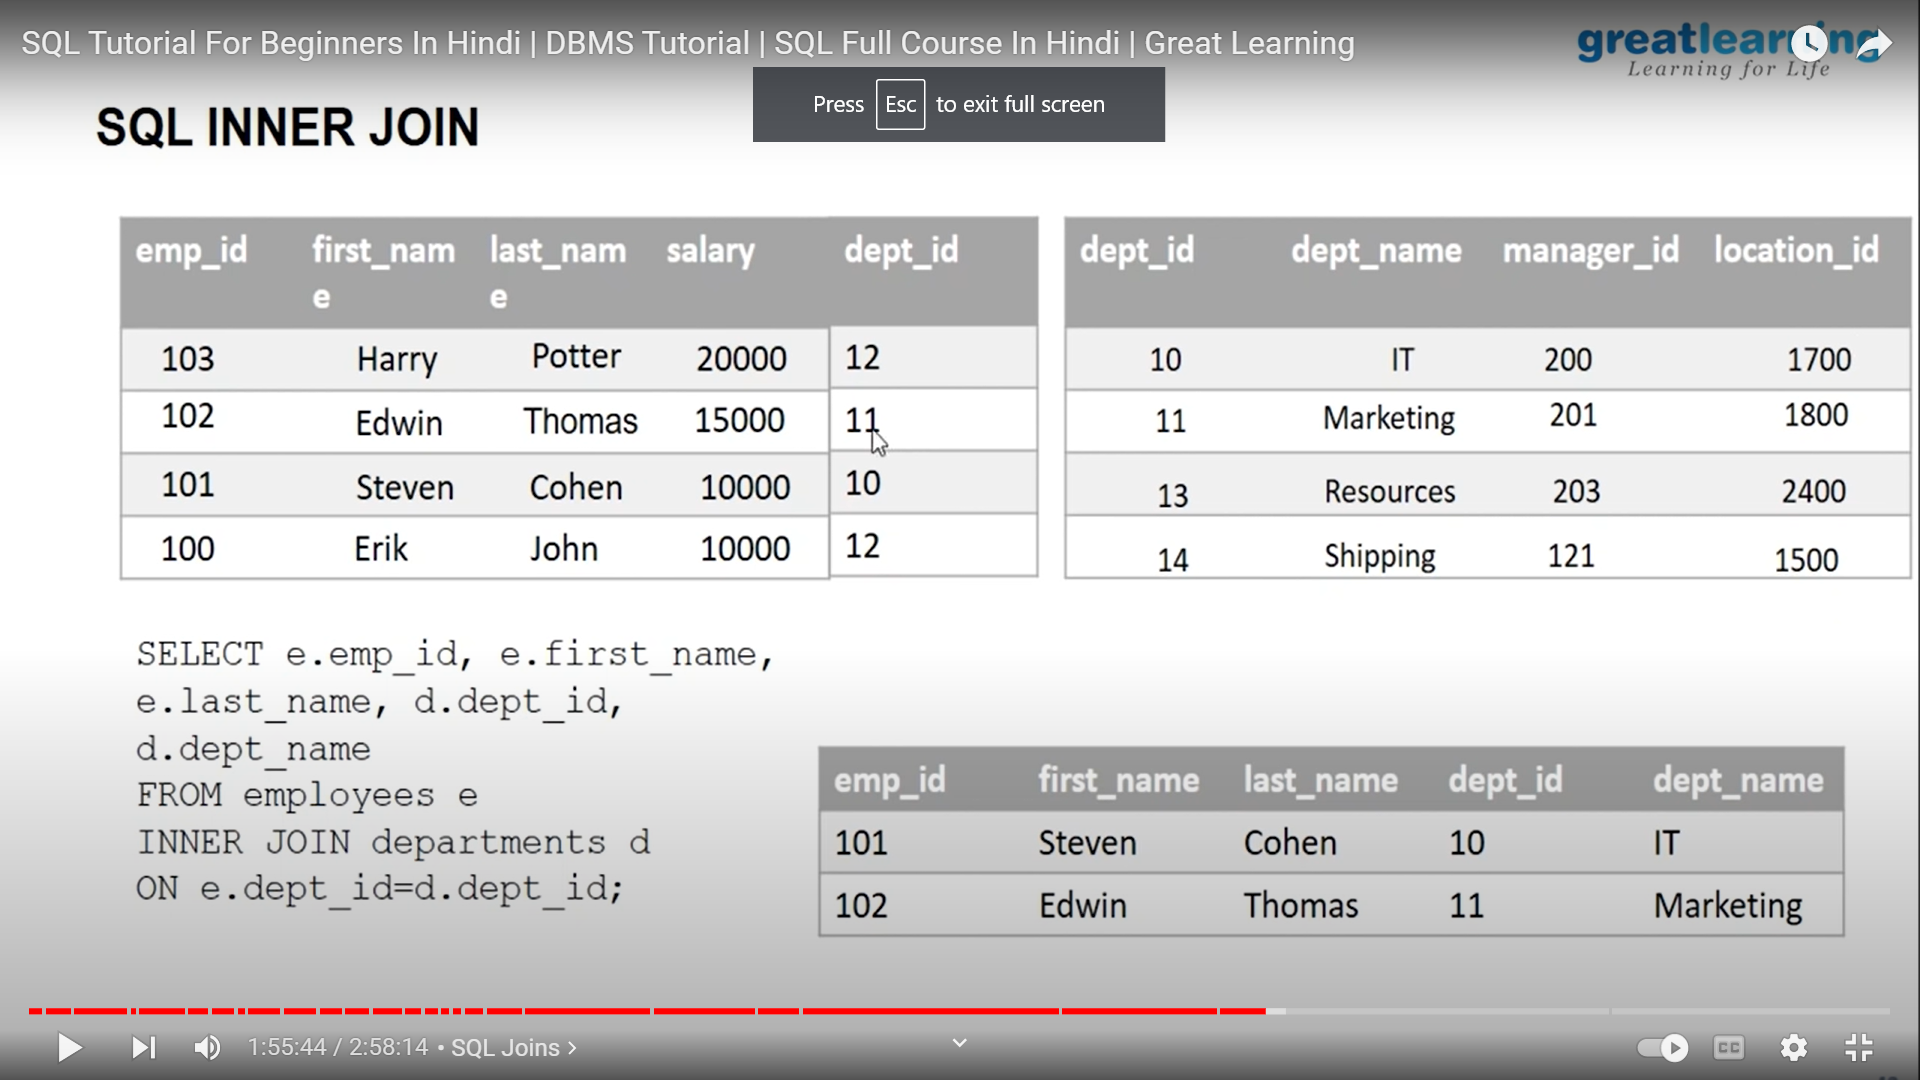 SQL Tutorial For Beginners In Hindi | DBMS Tutorial | SQL Full Course In Hindi | Great Learning
greatlearning
Learning for Life
Press Esc to exit full screen
SQL INNER JOIN
emp_id first_nam last_nam salary dept_id
e e
103 Harry Potter 20000 12
102 Edwin Thomas 15000 11
101 Steven Cohen 10000 10
100 Erik John 10000 12
dept_id dept_name manager_id location_id
10 IT 200 1700
11 Marketing 201 1800
13 Resources 203 2400
14 Shipping 121 1500
SELECT e.emp_id, e.first_name,
e.last_name, d.dept_id,
d.dept_name
FROM employees e
INNER JOIN departments d
ON e.dept_id=d.dept_id;
emp_id first_name last_name dept_id dept_name
101 Steven Cohen 10 IT
102 Edwin Thomas 11 Marketing
1:55:44 / 2:58:14 • SQL Joins >
CC